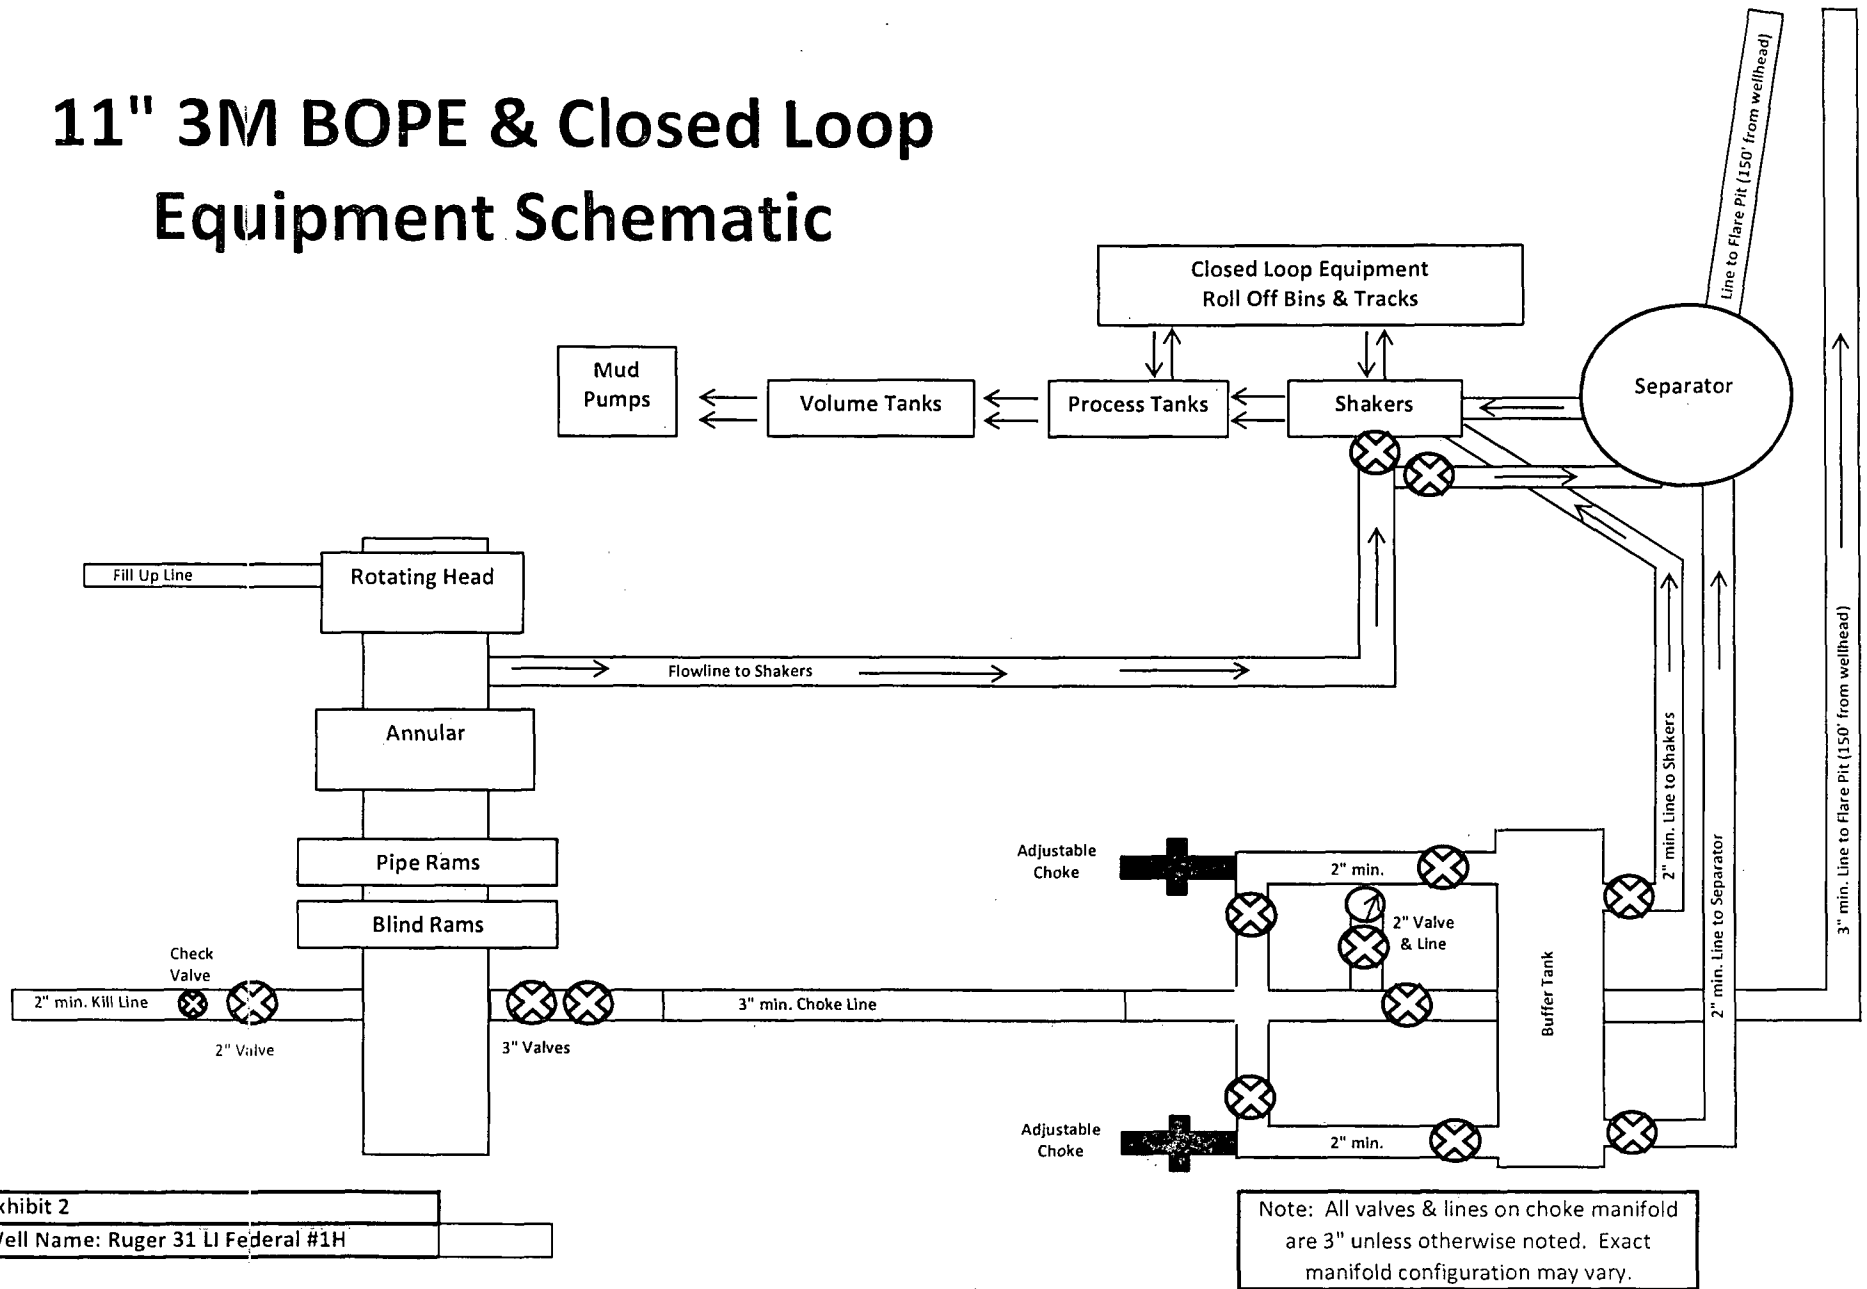 11" 3M BOPE & Closed Loop
Equipment Schematic
Line to Flare Pit (150' from wellhead)
Closed Loop Equipment
Roll Off Bins & Tracks
Mud
Pumps
Volume Tanks
Process Tanks
Shakers
Separator
Fill Up Line
Rotating Head
Flowline to Shakers
Annular
Pipe Rams
Blind Rams
Check
Valve
2" min. Kill Line
2" Valve
3" Valves
3" min. Choke Line
Adjustable
Choke
2" min.
2" Valve
& Line
Buffer Tank
2" min. Line to Shakers
2" min. Line to Separator
3" min. Line to Flare Pit (150' from wellhead)
Adjustable
Choke
2" min.
xhibit 2
Vell Name: Ruger 31 LI Federal #1H
Note: All valves & lines on choke manifold
are 3" unless otherwise noted. Exact
manifold configuration may vary.